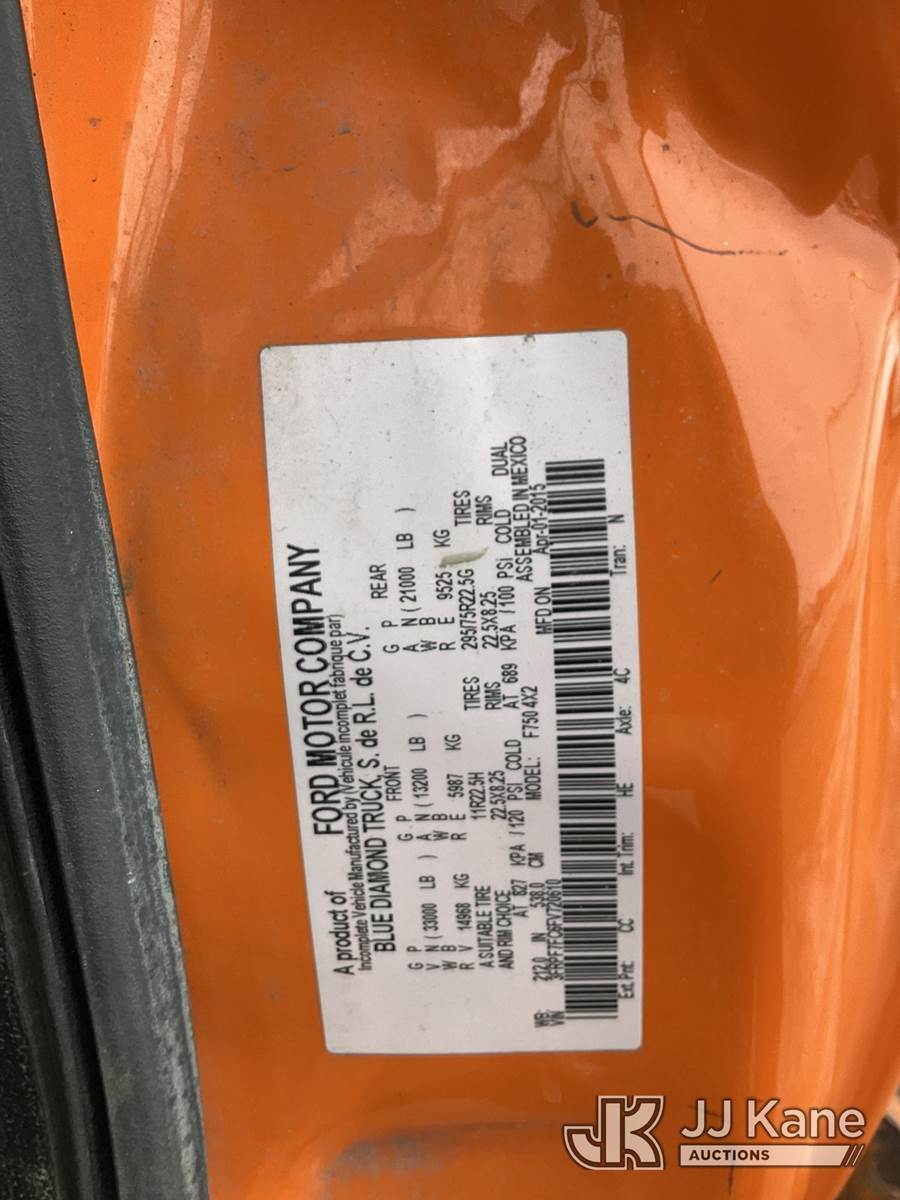 A product of FORD MOTOR COMPANY
Incomplete Vehicle Manufactured by (Vehicule incomplet fabrique par)
BLUE DIAMOND TRUCK, S. de R.L. de C.V.
FRONT REAR
G P G P G P
V N ( 33000 LB ) A N ( 13200 LB ) A N ( 21000 LB )
W B W B W B
R V 14968 KG R E 5987 KG R E 9525 KG
A SUITABLE TIRE 11R22.5H TIRES 295/75R22.5G TIRES
AND RIM CHOICE 22.5X8.25 RIMS 22.5X8.25 RIMS
AT 827 KPA / 120 PSI COLD AT 689 KPA / 100 PSI COLD DUAL
WB: 212.0 IN 538.0 CM MODEL: F750 4X2 ASSEMBLED IN MEXICO
VIN MFD ON Apr-01-2015
Ext. Pnt: CC Int. Trim: HE Axle: 4C Tran: N
JK JJ Kane
AUCTIONS